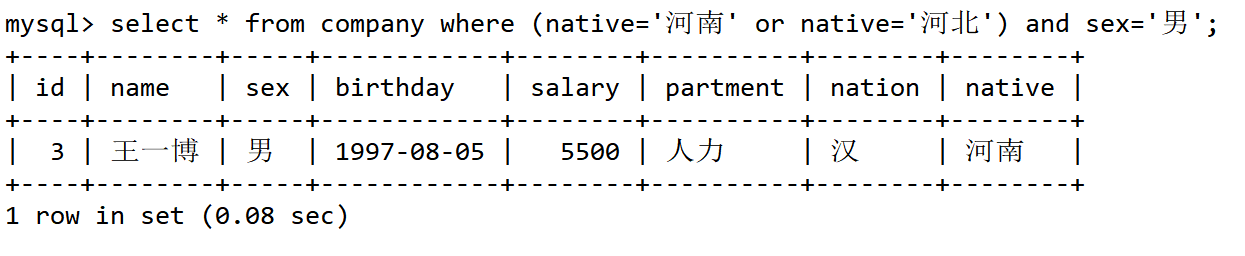 mysql> select * from company where (native='河南' or native='河北') and sex='男';
+----+--------+-----+------------+--------+----------+--------+--------+
| id | name   | sex | birthday   | salary | partment | nation | native |
+----+--------+-----+------------+--------+----------+--------+--------+
|  3 | 王一博 | 男  | 1997-08-05 |   5500 | 人力     | 汉     | 河南   |
+----+--------+-----+------------+--------+----------+--------+--------+
1 row in set (0.08 sec)